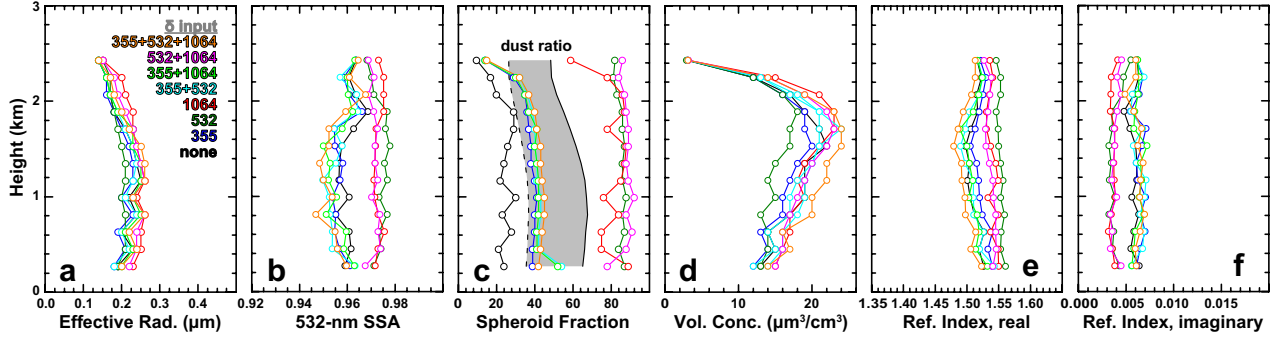 3
2
1
0
Height (km)
δ input
355+532+1064
532+1064
355+1064
355+532
1064
532
355
none
a
0.0 0.1 0.2 0.3 0.4
Effective Rad. (μm)
b
0.92 0.94 0.96 0.98
532-nm SSA
dust ratio
c
0 20 40 60 80
Spheroid Fraction
d
0 10 20
Vol. Conc. (μm³/cm³)
e
1.35 1.40 1.45 1.50 1.55 1.60
Ref. Index, real
f
0.000 0.005 0.010 0.015
Ref. Index, imaginary